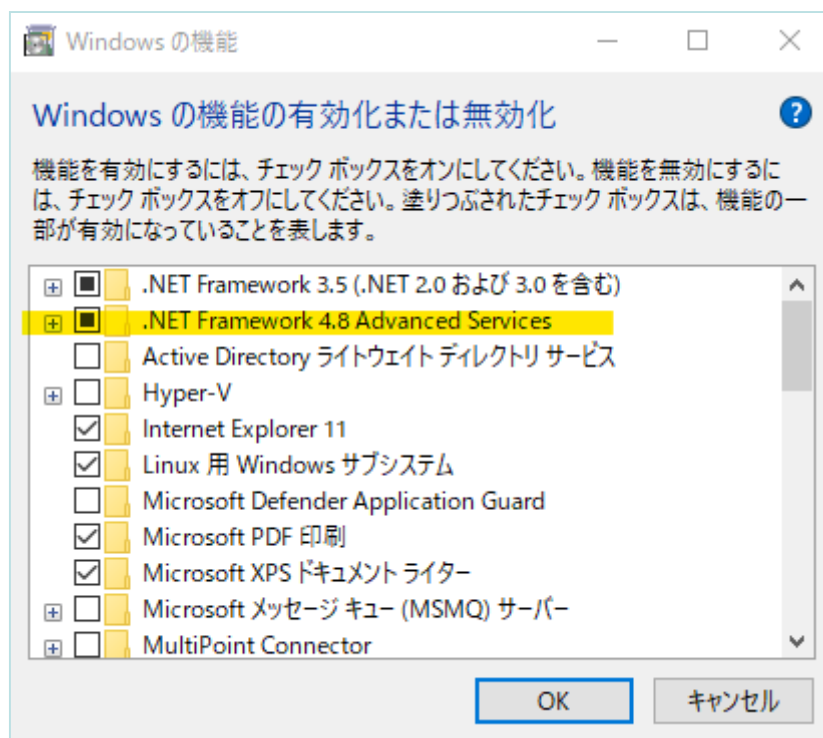 Windows の機能
Windows の機能の有効化または無効化
機能を有効にするには、チェック ボックスをオンにしてください。機能を無効にするに
は、チェック ボックスをオフにしてください。塗りつぶされたチェック ボックスは、機能の一
部が有効になっていることを表します。
.NET Framework 3.5 (.NET 2.0 および 3.0 を含む)
.NET Framework 4.8 Advanced Services
Active Directory ライトウェイト ディレクトリ サービス
Hyper-V
Internet Explorer 11
Linux 用 Windows サブシステム
Microsoft Defender Application Guard
Microsoft PDF 印刷
Microsoft XPS ドキュメント ライター
Microsoft メッセージ キュー (MSMQ) サーバー
MultiPoint Connector
OK
キャンセル